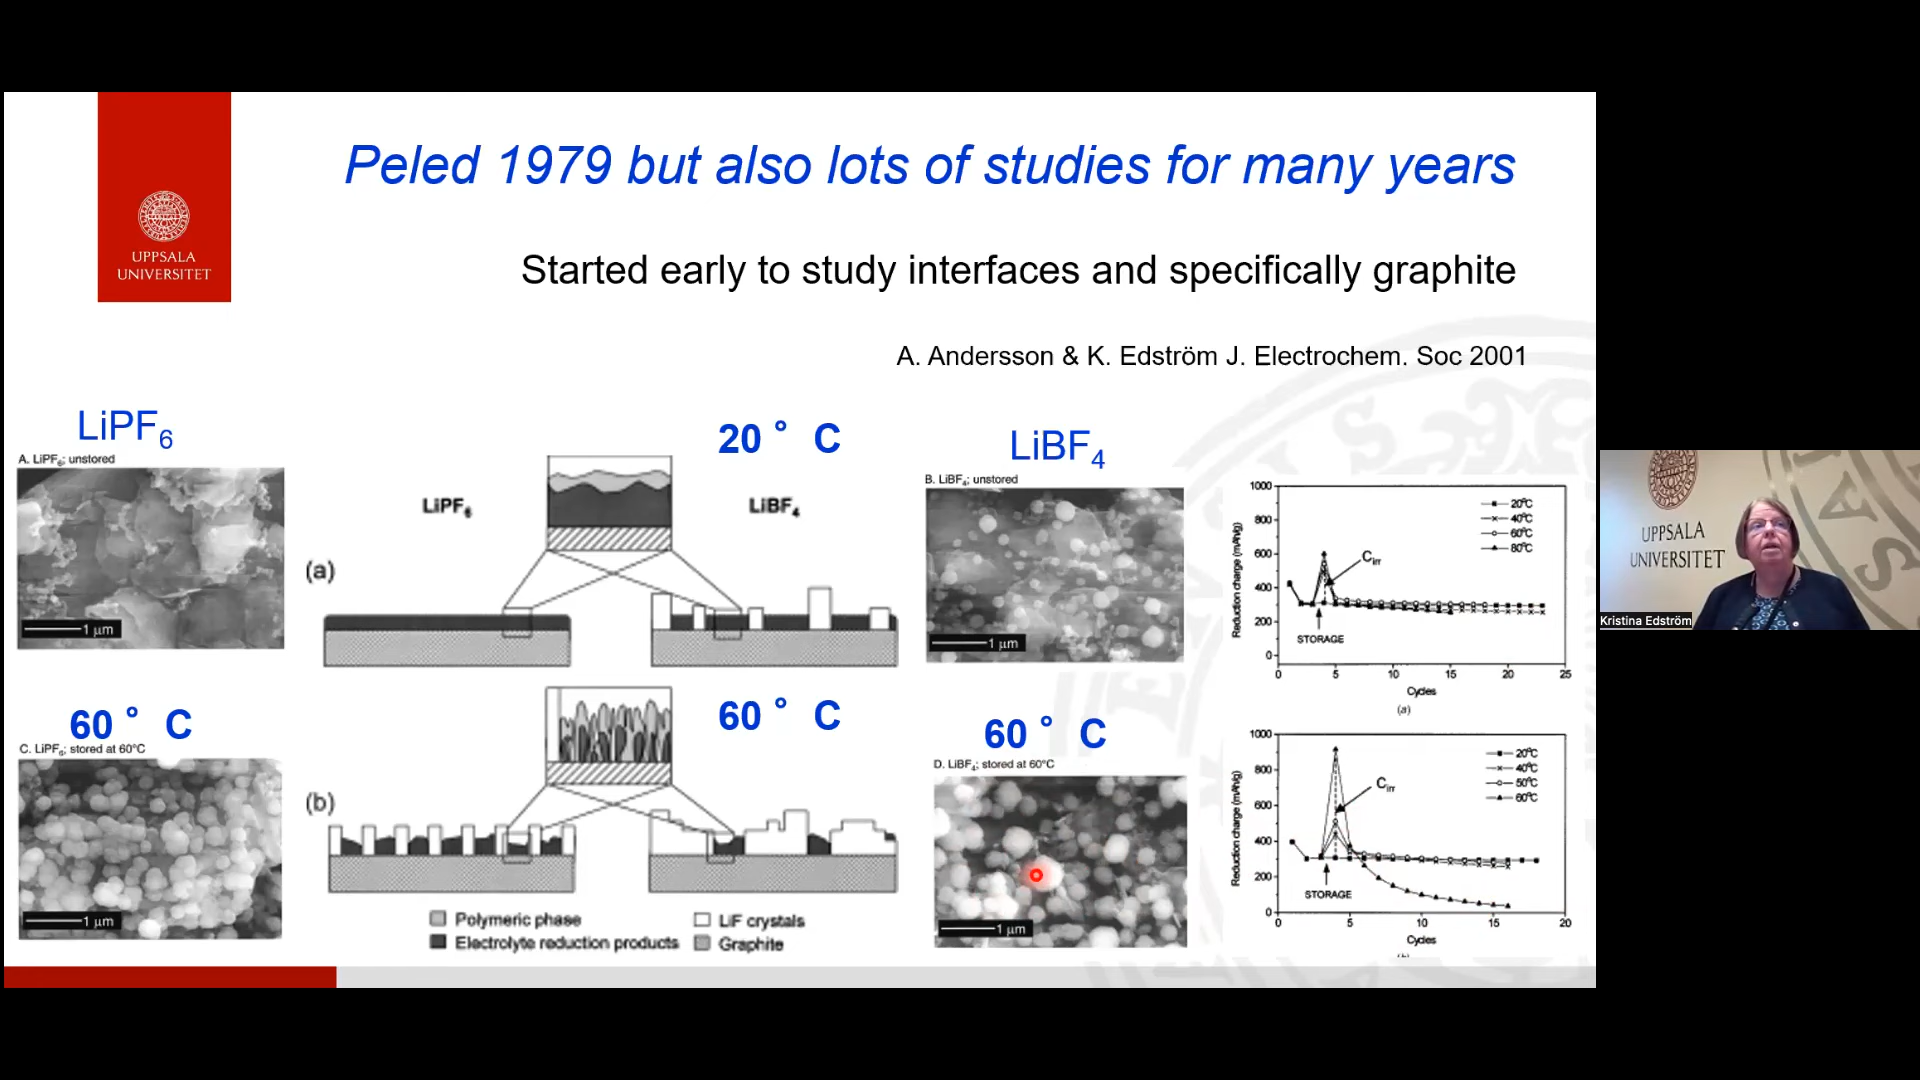 Peled 1979 but also lots of studies for many years
UPPSALA
UNIVERSITET
Started early to study interfaces and specifically graphite
A. Andersson & K. Edström J. Electrochem. Soc 2001
LiPF6
A. LiPF6; unstored
1 µm
60 ° C
C. LiPF6; stored at 60°C
1 µm
20 ° C
LiPF6
LiBF4
(a)
60 ° C
(b)
Polymeric phase
LiF crystals
Electrolyte reduction products
Graphite
LiBF4
B. LiBF4; unstored
1 µm
60 ° C
D. LiBF4; stored at 60°C
1 µm
1000
800
600
400
200
0
Reduction charge (mAh/g)
20°C
40°C
60°C
80°C
Cirr
STORAGE
0 5 10 15 20 25
Cycles
(a)
1000
800
600
400
200
0
Reduction charge (mAh/g)
20°C
40°C
50°C
60°C
Cirr
STORAGE
0 5 10 15 20
Cycles
UPPSALA
UNIVERSITET
Kristina Edström